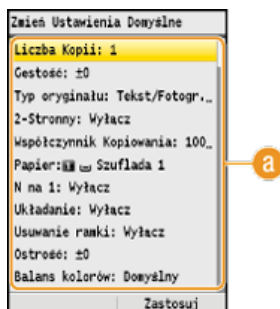 Zmień Ustawienia Domyślne
Liczba Kopii: 1
Gęstość: ±0
Typ oryginału: Tekst/Fotogr...
2-Stronny: Wyłącz
Współczynnik Kopiowania: 100...
Papier: Szuflada 1
N na 1: Wyłącz
Układanie: Wyłącz
Usuwanie ramki: Wyłącz
Ostrość: ±0
Balans kolorów: Domyślny
Zastosuj
a